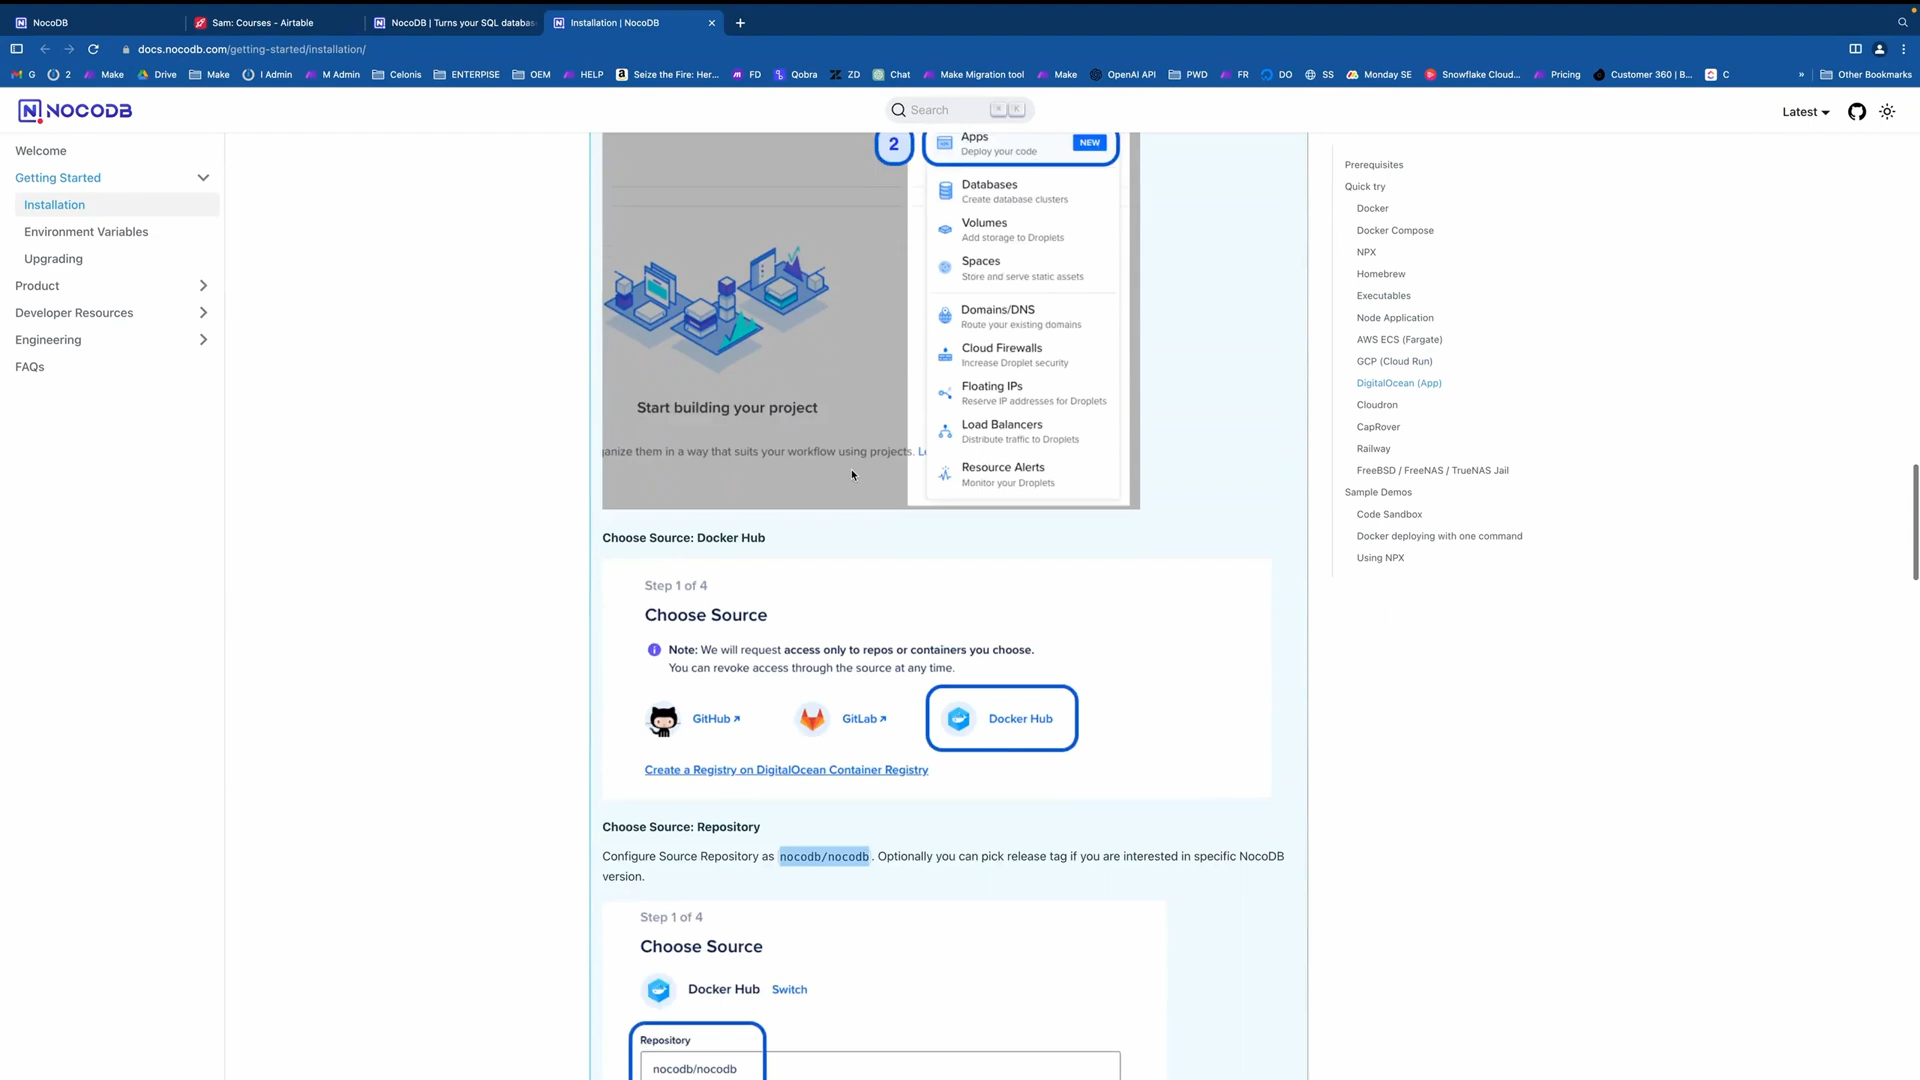 NocoDB
Sam: Courses - Airtable
NocoDB | Turns your SQL databas
Installation | NocoDB
docs.nocodb.com/getting-started/installation/
G
2
Make
Drive
Make
I Admin
M Admin
Celonis
ENTERPISE
OEM
HELP
Seize the Fire: Her...
FD
Qobra
ZD
Chat
Make Migration tool
Make
OpenAI API
PWD
FR
DO
SS
Monday SE
Snowflake Cloud...
Pricing
Customer 360 | B...
C
»
Other Bookmarks
NOCODB
Search
K
Latest
Welcome
Getting Started
Installation
Environment Variables
Upgrading
Product
Developer Resources
Engineering
FAQs
2
Apps
Deploy your code
NEW
Databases
Create database clusters
Volumes
Add storage to Droplets
Spaces
Store and serve static assets
Domains/DNS
Route your existing domains
Cloud Firewalls
Increase Droplet security
Floating IPs
Reserve IP addresses for Droplets
Load Balancers
Distribute traffic to Droplets
Resource Alerts
Monitor your Droplets
Start building your project
ganize them in a way that suits your workflow using projects. Le
Choose Source: Docker Hub
Step 1 of 4
Choose Source
Note: We will request access only to repos or containers you choose.
You can revoke access through the source at any time.
GitHub
GitLab
Docker Hub
Create a Registry on DigitalOcean Container Registry
Choose Source: Repository
Configure Source Repository as nocodb/nocodb. Optionally you can pick release tag if you are interested in specific NocoDB
version.
Step 1 of 4
Choose Source
Docker Hub Switch
Repository
nocodb/nocodb
Prerequisites
Quick try
Docker
Docker Compose
NPX
Homebrew
Executables
Node Application
AWS ECS (Fargate)
GCP (Cloud Run)
DigitalOcean (App)
Cloudron
CapRover
Railway
FreeBSD / FreeNAS / TrueNAS Jail
Sample Demos
Code Sandbox
Docker deploying with one command
Using NPX